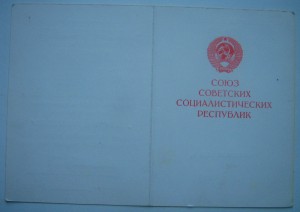 СОЮЗ
СОВЕТСКИХ
СОЦИАЛИСТИЧЕСКИХ
РЕСПУБЛИК